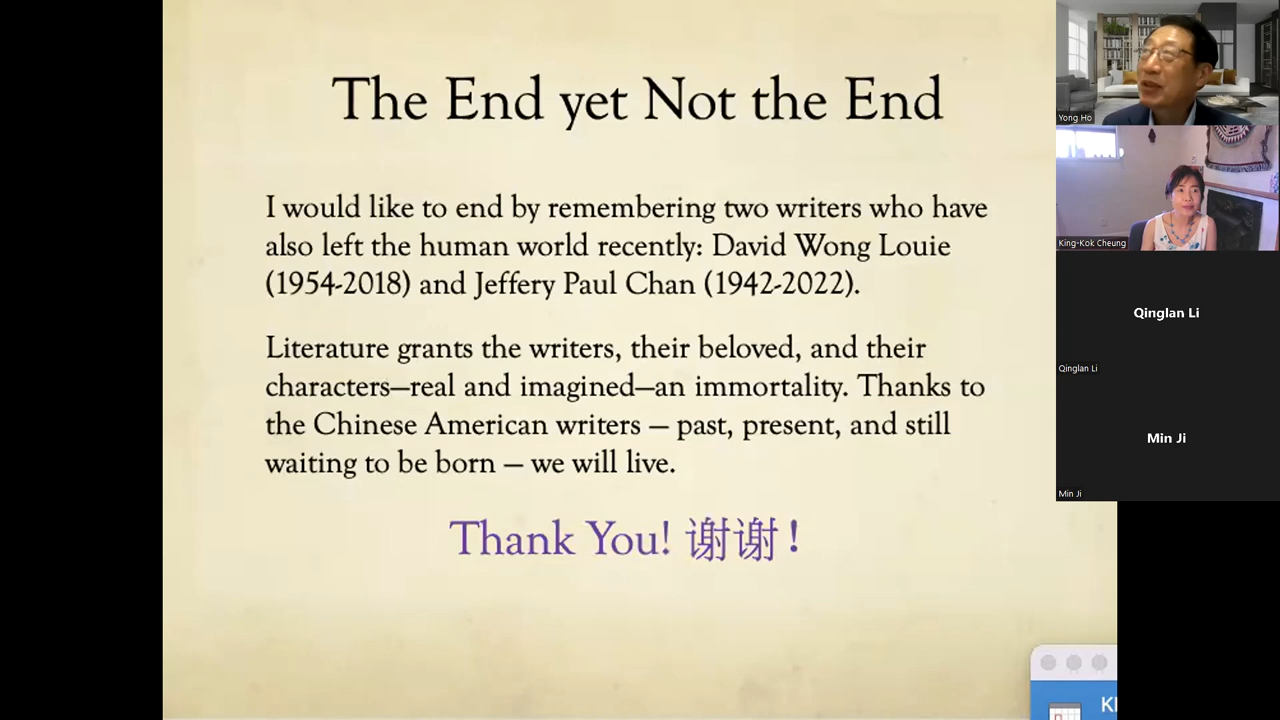 The End yet Not the End
I would like to end by remembering two writers who have
also left the human world recently: David Wong Louie
(1954-2018) and Jeffery Paul Chan (1942-2022).
Literature grants the writers, their beloved, and their
characters—real and imagined—an immortality. Thanks to
the Chinese American writers – past, present, and still
waiting to be born – we will live.
Thank You! 谢谢！
Yong Ho
King-Kok Cheung
Qinglan Li
Qinglan Li
Min Ji
Min Ji